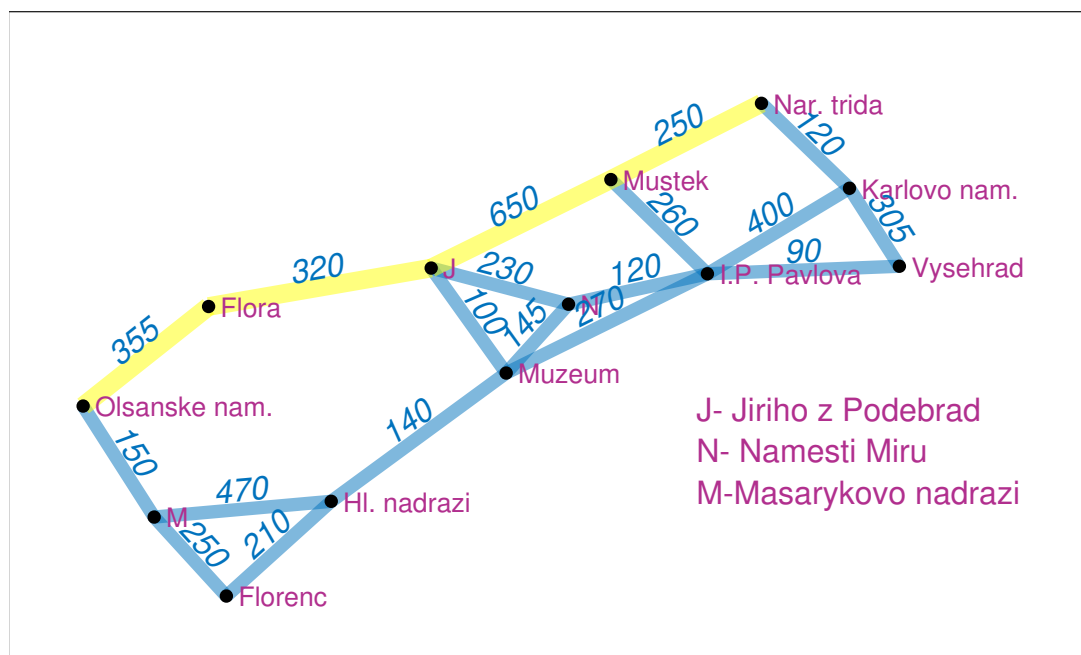 Nar. trida
250
120
Mustek
Karlovo nam.
650
260
400
305
J
230
120
90
Vysehrad
320
I.P. Pavlova
N
270
Flora
100
145
355
Muzeum
Olsanske nam.
140
J- Jiriho z Podebrad
150
N- Namesti Miru
470
Hl. nadrazi
M-Masarykovo nadrazi
M
250
210
Florenc